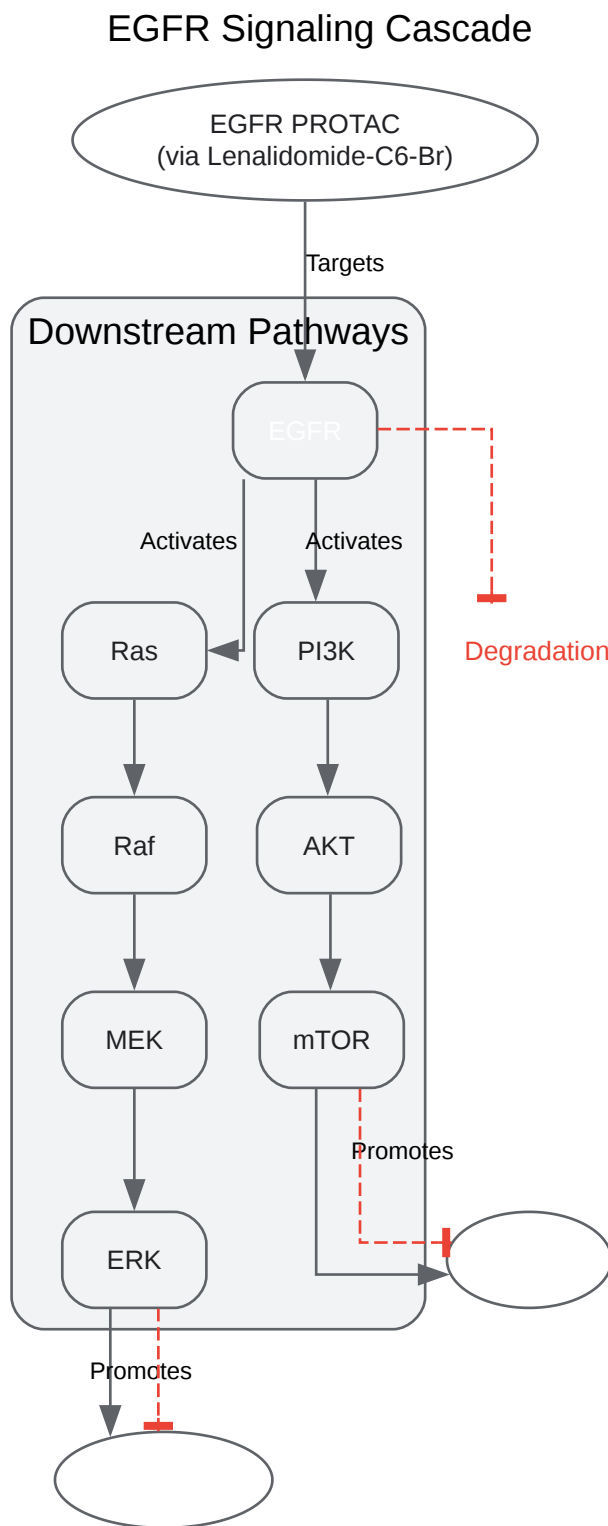 EGFR Signaling Cascade
EGFR PROTAC
(via Lenalidomide-C6-Br)
Targets
Downstream Pathways
EGFR
Activates
Activates
Ras
PI3K
Degradation
Raf
AKT
MEK
mTOR
Promotes
ERK
Promotes